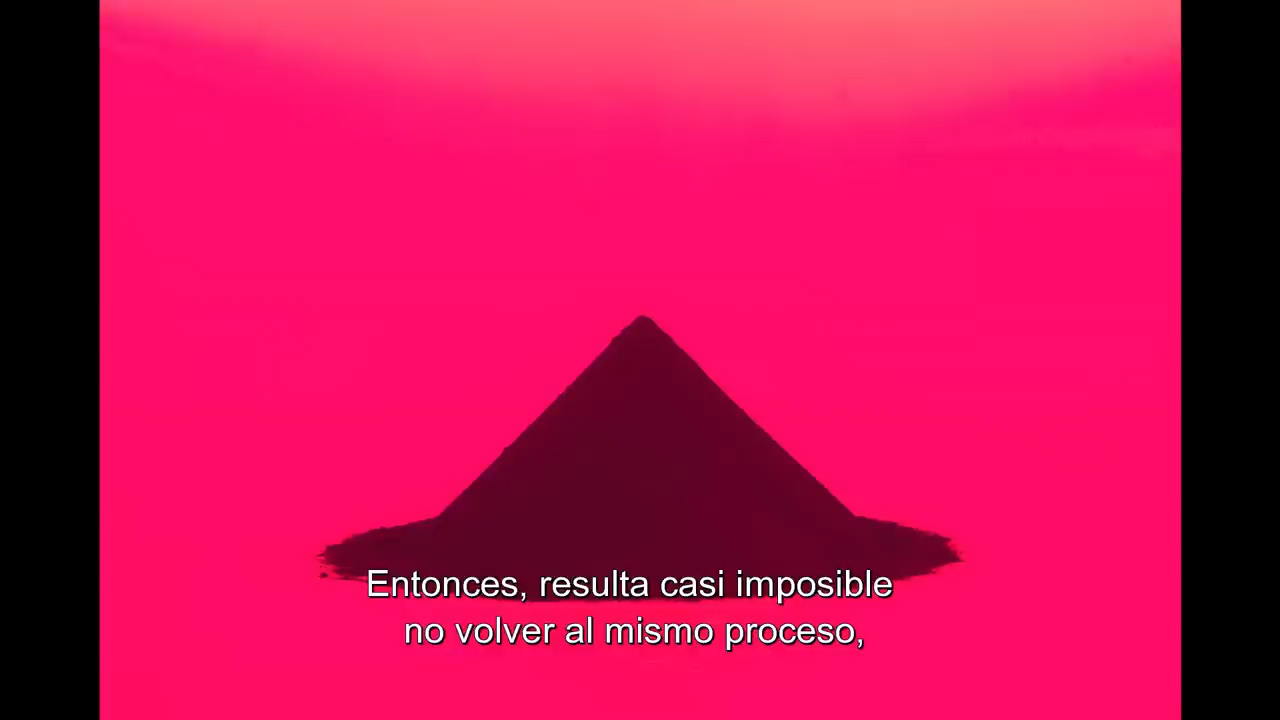 Entonces, resulta casi imposible
no volver al mismo proceso,